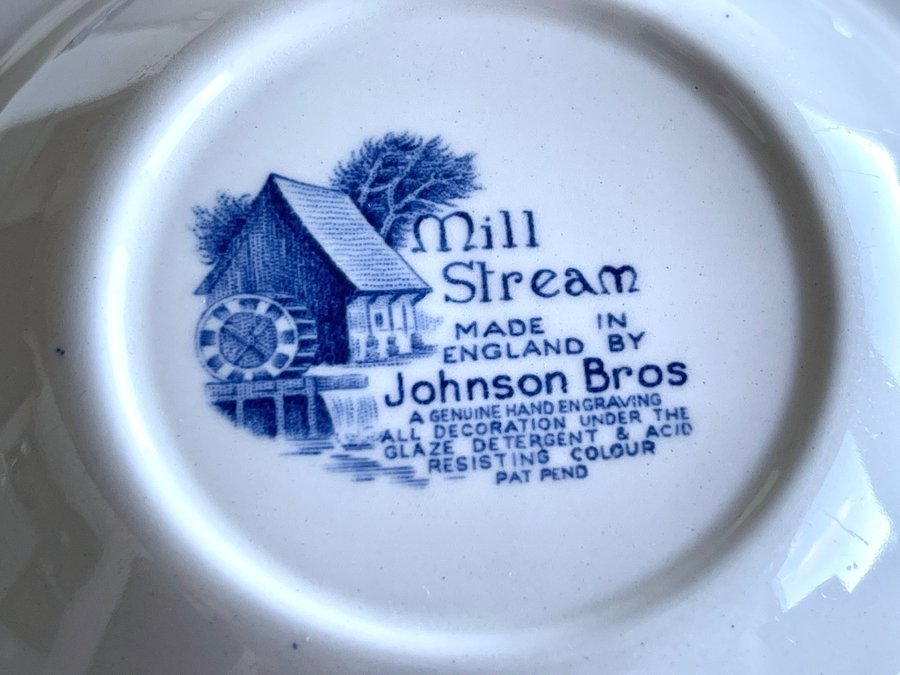 Mill
Stream
MADE IN
ENGLAND BY
Johnson Bros
A GENUINE HAND ENGRAVING
ALL DECORATION UNDER THE
GLAZE DETERGENT & ACID
RESISTING COLOUR
PAT PEND